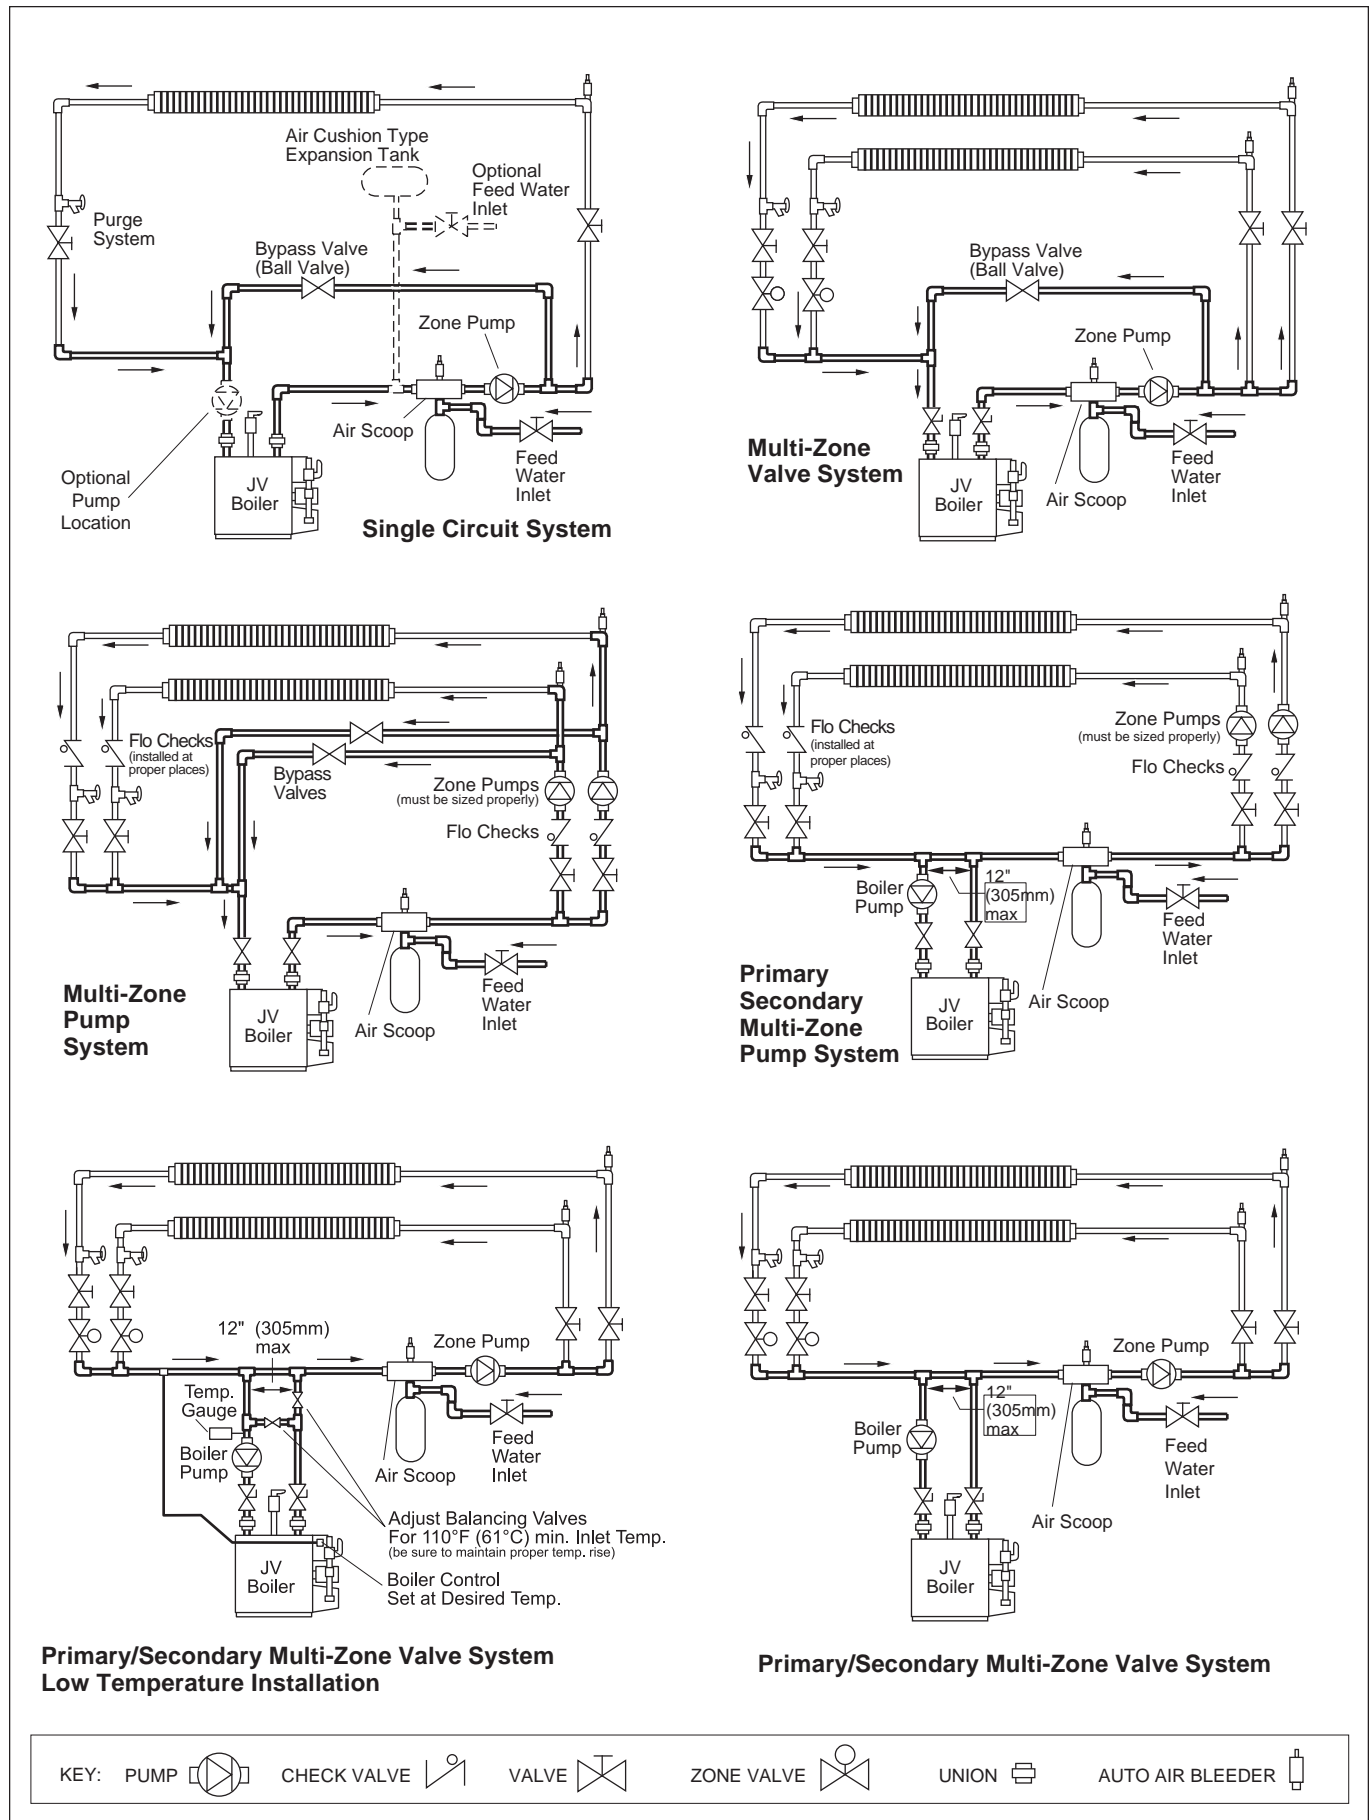 Air Cushion Type
Expansion Tank
Optional
Feed Water
Inlet
Purge
System
Bypass Valve
(Ball Valve)
Zone Pump
Air Scoop
Feed
Water
Inlet
Optional
Pump
Location
JV
Boiler
Single Circuit System
Bypass Valve
(Ball Valve)
Zone Pump
Multi-Zone
Valve System
JV
Boiler
Air Scoop
Feed
Water
Inlet
Flo Checks
(installed at
proper places)
Bypass
Valves
Zone Pumps
(must be sized properly)
Flo Checks
Multi-Zone
Pump
System
JV
Boiler
Air Scoop
Feed
Water
Inlet
Flo Checks
(installed at
proper places)
Zone Pumps
(must be sized properly)
Flo Checks
Boiler
Pump
12"
(305mm)
max
Feed
Water
Inlet
Primary
Secondary
Multi-Zone
Pump System
JV
Boiler
Air Scoop
12" (305mm)
max
Zone Pump
Temp.
Gauge
Boiler
Pump
Air Scoop
Feed
Water
Inlet
Adjust Balancing Valves
For 110°F (61°C) min. Inlet Temp.
(be sure to maintain proper temp. rise)
JV
Boiler
Boiler Control
Set at Desired Temp.
Primary/Secondary Multi-Zone Valve System
Low Temperature Installation
Zone Pump
12"
(305mm)
max
Boiler
Pump
Feed
Water
Inlet
Air Scoop
JV
Boiler
Primary/Secondary Multi-Zone Valve System
KEY: PUMP CHECK VALVE VALVE ZONE VALVE UNION AUTO AIR BLEEDER